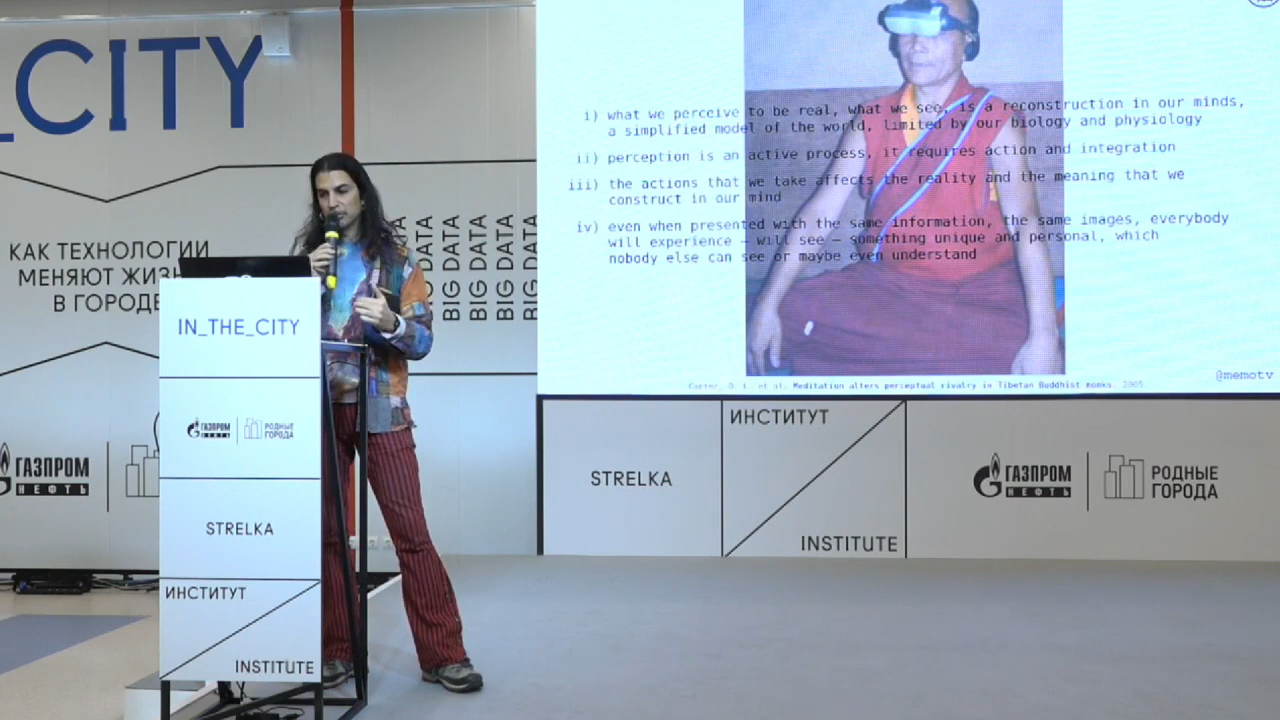 _CITY
КАК ТЕХНОЛОГИИ
МЕНЯЮТ ЖИЗНЬ
В ГОРОДЕ
BIG DATA
BIG DATA
BIG DATA
BIG DATA
IN_THE_CITY
ГАЗПРОМ
НЕФТЬ
РОДНЫЕ
ГОРОДА
STRELKA
ИНСТИТУТ
INSTITUTE
ГАЗПРОМ
НЕФТЬ
i) what we perceive to be real, what we see, is a reconstruction in our minds,
a simplified model of the world, limited by our biology and physiology
ii) perception is an active process, it requires action and integration
iii) the actions that we take affects the reality and the meaning that we
construct in our mind
iv) even when presented with the same information, the same images, everybody
will experience – will see – something unique and personal, which
nobody else can see or maybe even understand
Carter, O. L. et al. Meditation alters perceptual rivalry in Tibetan Buddhist monks. 2005.
@memotv
STRELKA
ИНСТИТУТ
INSTITUTE
ГАЗПРОМ
НЕФТЬ
РОДНЫЕ
ГОРОДА